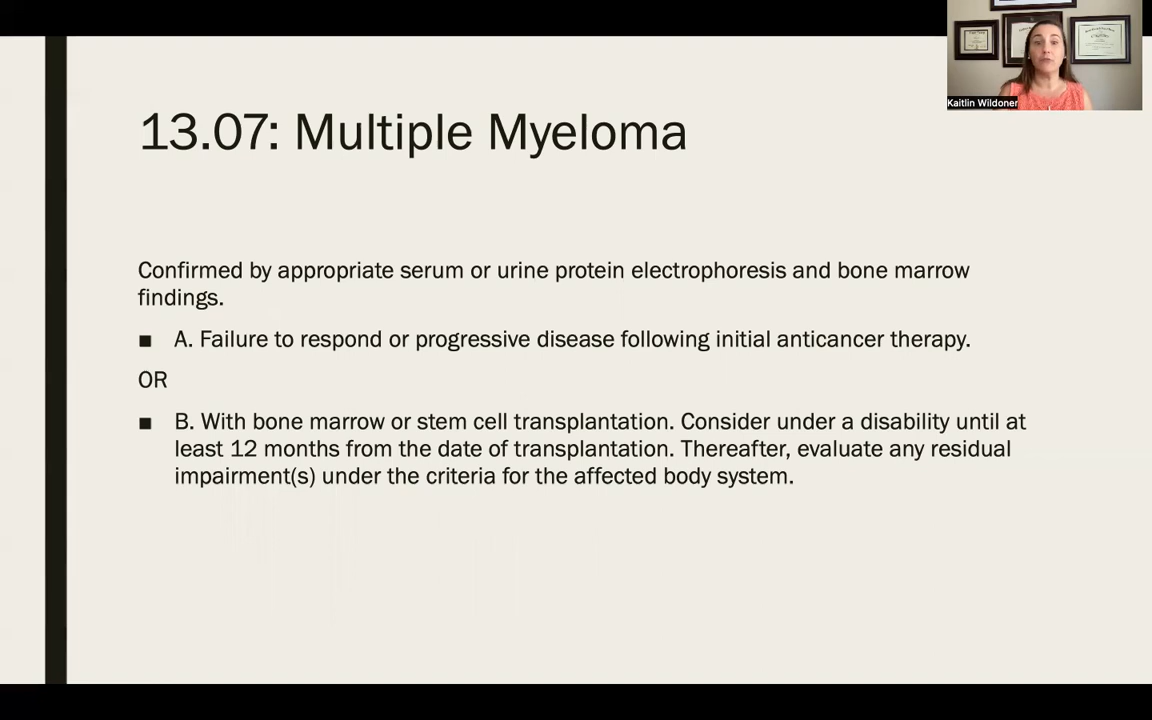 13.07: Multiple Myeloma
Kaitlin Wildoner
Confirmed by appropriate serum or urine protein electrophoresis and bone marrow
findings.
■ A. Failure to respond or progressive disease following initial anticancer therapy.
OR
■ B. With bone marrow or stem cell transplantation. Consider under a disability until at
least 12 months from the date of transplantation. Thereafter, evaluate any residual
impairment(s) under the criteria for the affected body system.